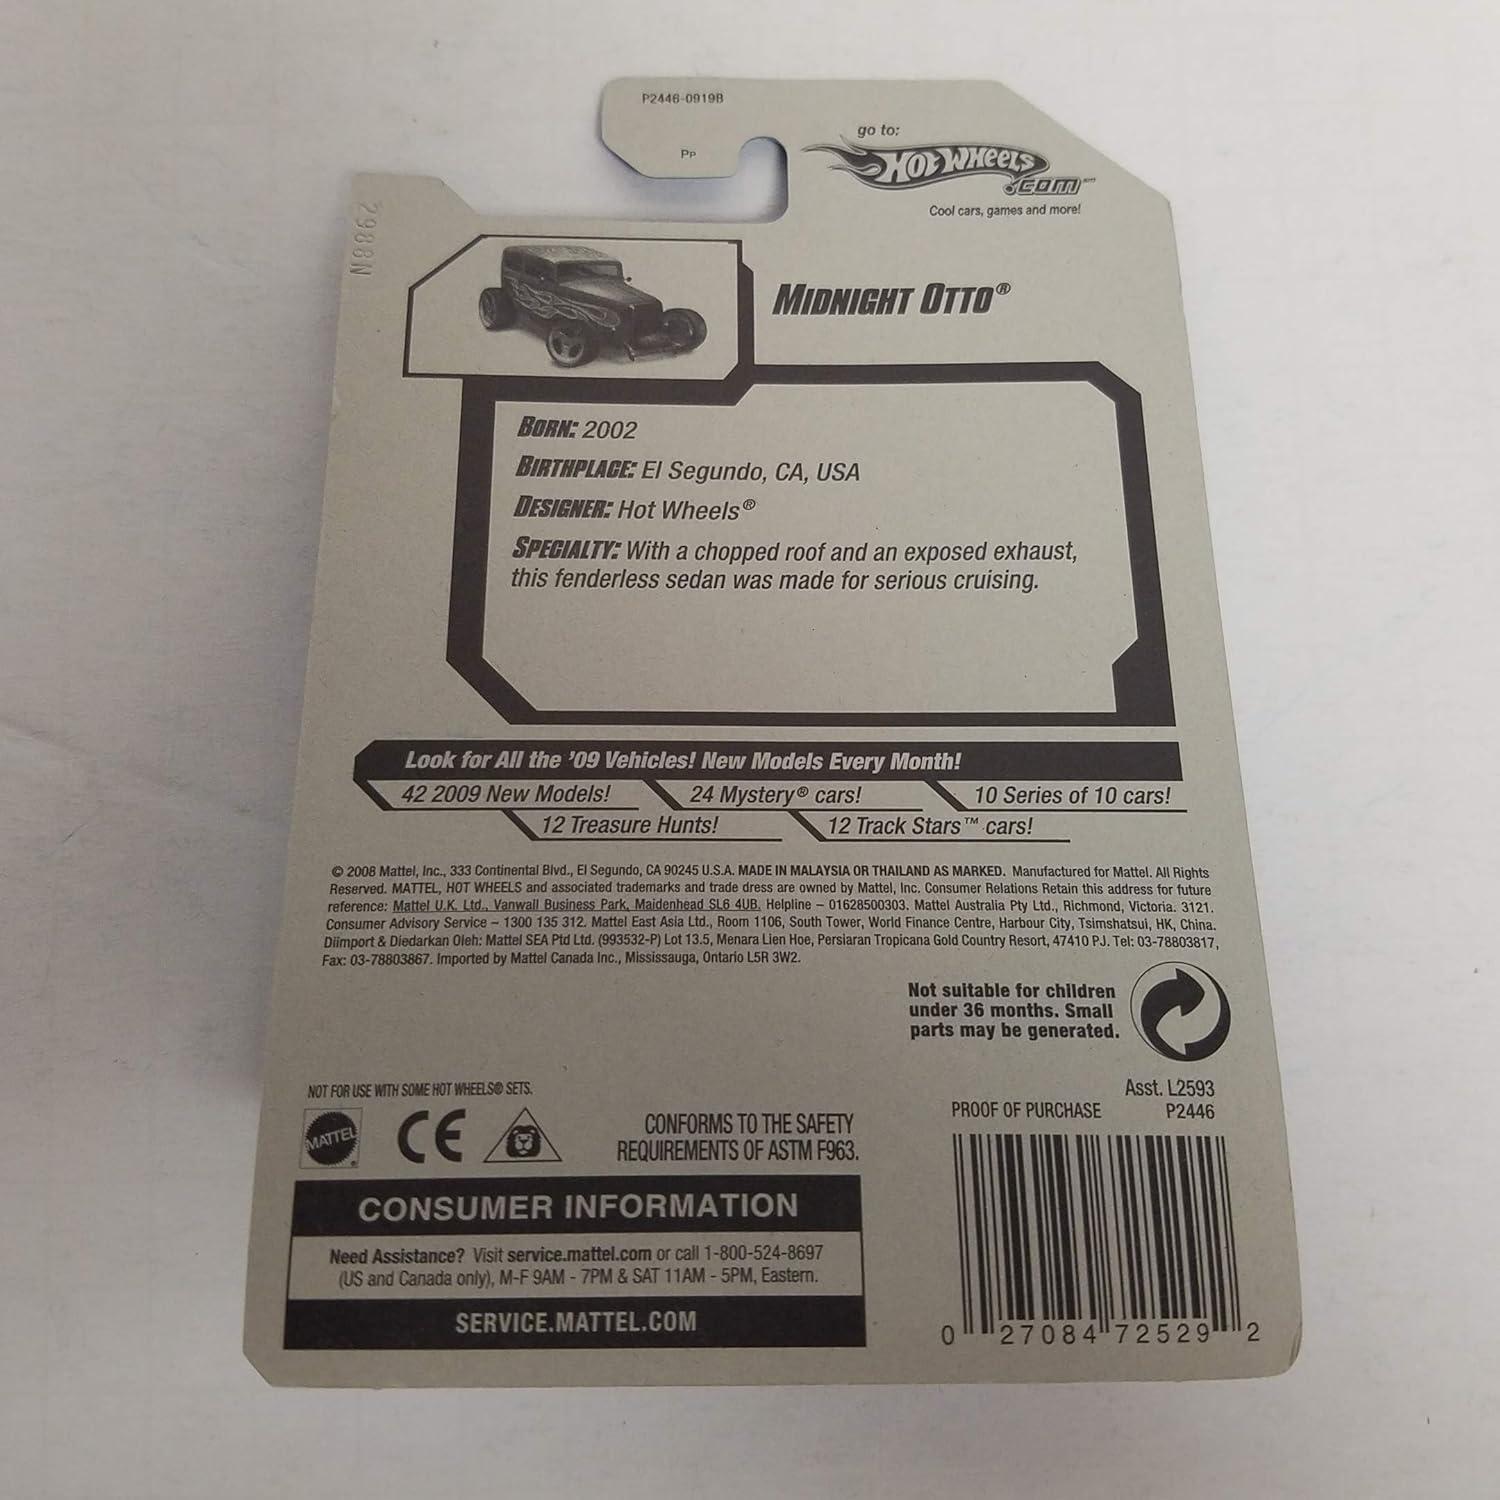 P2446-0919B
Pp
go to:
HOT WHEELS
.COM™
Cool cars, games and more!
2988N
MIDNIGHT OTTO®
BORN: 2002
BIRTHPLACE: El Segundo, CA, USA
DESIGNER: Hot Wheels®
SPECIALTY: With a chopped roof and an exposed exhaust,
this fenderless sedan was made for serious cruising.
Look for All the '09 Vehicles! New Models Every Month!
42 2009 New Models!
24 Mystery® cars!
10 Series of 10 cars!
12 Treasure Hunts!
12 Track Stars™ cars!
© 2008 Mattel, Inc., 333 Continental Blvd., El Segundo, CA 90245 U.S.A. MADE IN MALAYSIA OR THAILAND AS MARKED. Manufactured for Mattel. All Rights
Reserved. MATTEL, HOT WHEELS and associated trademarks and trade dress are owned by Mattel, Inc. Consumer Relations Retain this address for future
reference: Mattel U.K. Ltd., Vanwall Business Park, Maidenhead SL6 4UB. Helpline – 01628500303. Mattel Australia Pty Ltd., Richmond, Victoria. 3121.
Consumer Advisory Service – 1300 135 312. Mattel East Asia Ltd., Room 1106, South Tower, World Finance Centre, Harbour City, Tsimshatsui, HK, China.
Diimport & Diedarkan Oleh: Mattel SEA Ptd Ltd. (993532-P) Lot 13.5, Menara Lien Hoe, Persiaran Tropicana Gold Country Resort, 47410 PJ. Tel: 03-78803817,
Fax: 03-78803867. Imported by Mattel Canada Inc., Mississauga, Ontario L5R 3W2.
Not suitable for children
under 36 months. Small
parts may be generated.
NOT FOR USE WITH SOME HOT WHEELS® SETS.
MATTEL
CE
CONFORMS TO THE SAFETY
REQUIREMENTS OF ASTM F963.
Asst. L2593
PROOF OF PURCHASE P2446
CONSUMER INFORMATION
Need Assistance? Visit service.mattel.com or call 1-800-524-8697
(US and Canada only), M-F 9AM - 7PM & SAT 11AM - 5PM, Eastern.
SERVICE.MATTEL.COM
0 27084 72529 2